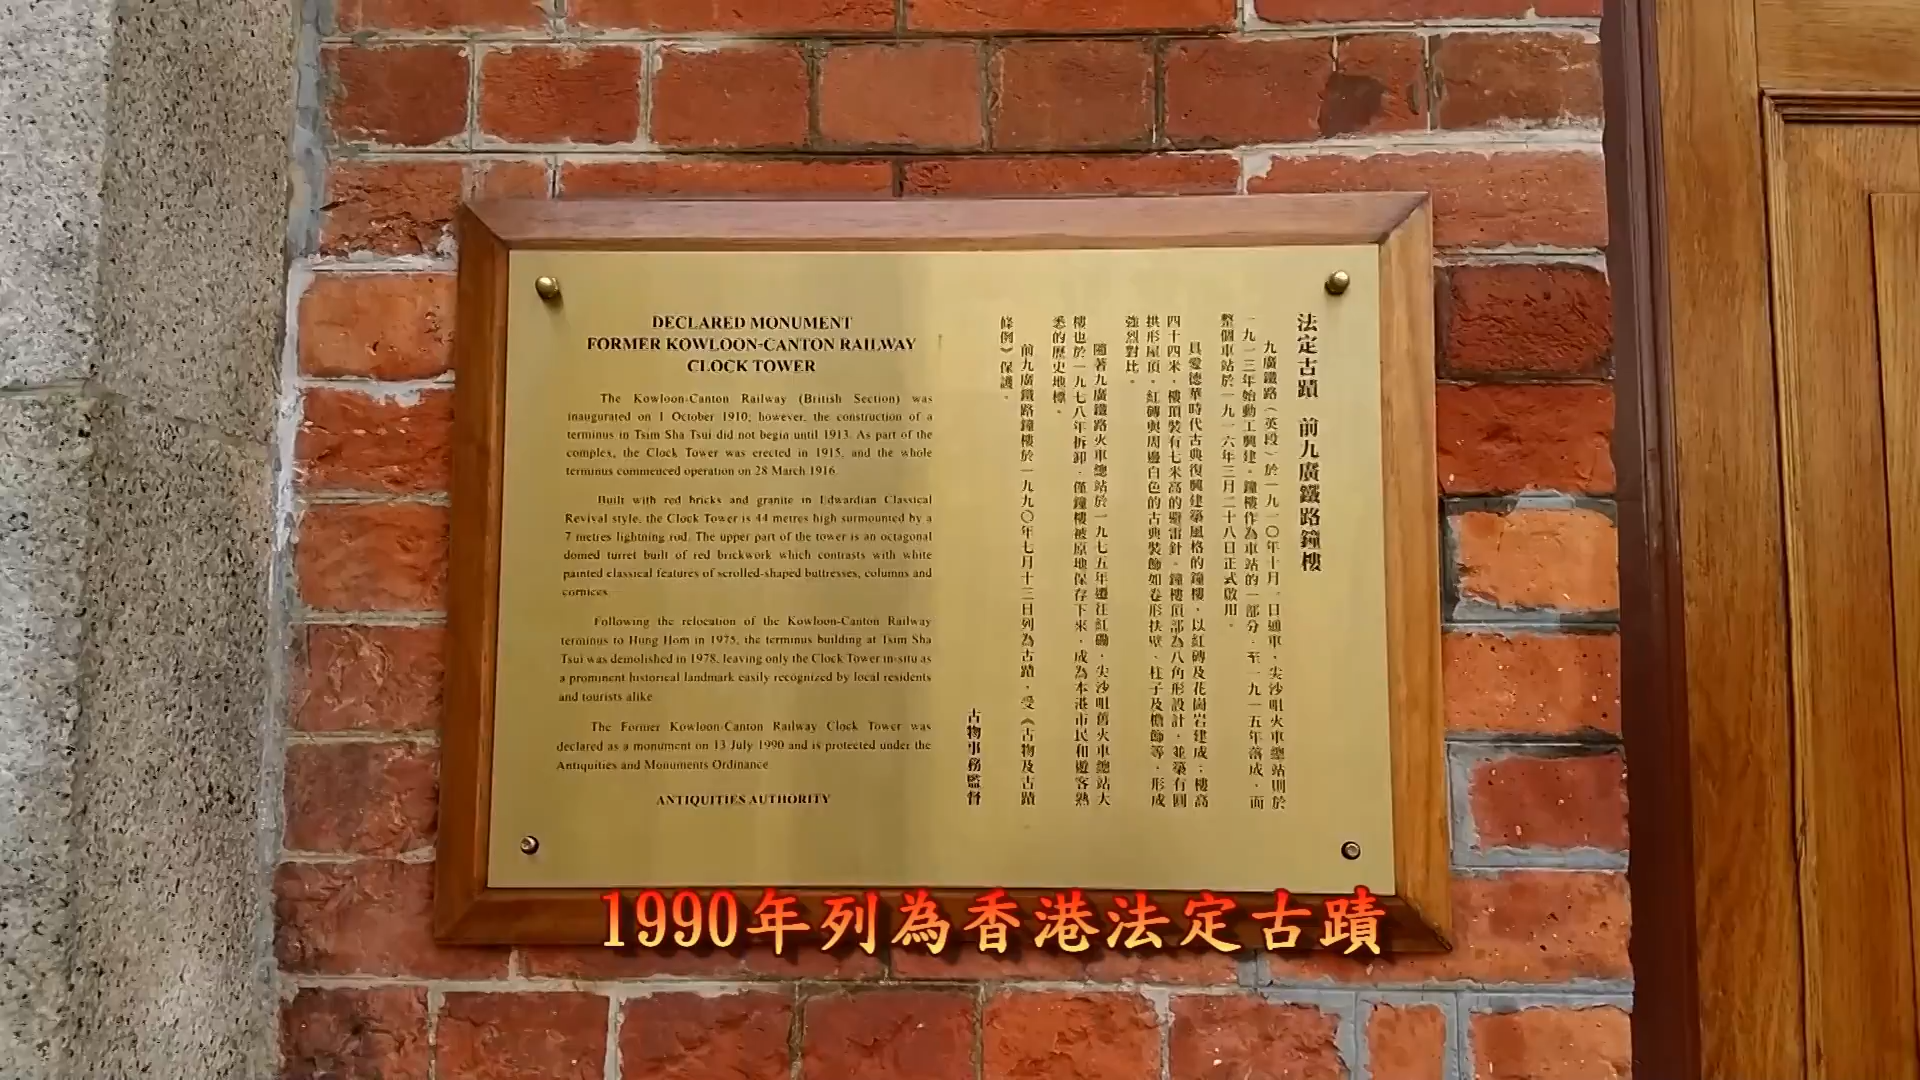 DECLARED MONUMENT
FORMER KOWLOON-CANTON RAILWAY
CLOCK TOWER
The Kowloon-Canton Railway (British Section) was
inaugurated on 1 October 1910; however, the construction of a
terminus in Tsim Sha Tsui did not begin until 1913. As part of the
complex, the Clock Tower was erected in 1915, and the whole
terminus commenced operation on 28 March 1916.
Built with red bricks and granite in Edwardian Classical
Revival style, the Clock Tower is 44 metres high surmounted by a
7 metres lightning rod. The upper part of the tower is an octagonal
domed turret built of red brickwork which contrasts with white
painted classical features of scrolled-shaped buttresses, columns and
cornices.
Following the relocation of the Kowloon-Canton Railway
terminus to Hung Hom in 1975, the terminus building at Tsim Sha
Tsui was demolished in 1978, leaving only the Clock Tower in-situ as
a prominent historical landmark easily recognized by local residents
and tourists alike.
The Former Kowloon-Canton Railway Clock Tower was
declared as a monument on 13 July 1990 and is protected under the
Antiquities and Monuments Ordinance.
ANTIQUITIES AUTHORITY
法定古蹟 前九廣鐵路鐘樓
九廣鐵路（英段）於一九一〇年十月一日通車，尖沙咀火車總站則於
一九一三年始動工興建。鐘樓作為車站的一部分，至一九一五年落成，而
整個車站於一九一六年三月二十八日正式啟用。
具愛德華時代古典復興建築風格的鐘樓，以紅磚及花崗岩建成；樓高
四十四米，樓頂裝有七米高的避雷針。鐘樓頂部為八角形設計，並築有圓
拱形屋頂。紅磚與周邊白色的古典裝飾如卷形扶壁、柱子及檐飾等，形成
強烈對比。
隨著九廣鐵路火車總站於一九七五年遷往紅磡，尖沙咀舊火車總站大
樓也於一九七八年拆卸，僅鐘樓被原地保存下來，成為本港市民和遊客熟
悉的歷史地標。
前九廣鐵路鐘樓於一九九〇年七月十三日列為古蹟，受《古物及古蹟
條例》保護。
古物事務監督
1990年列為香港法定古蹟